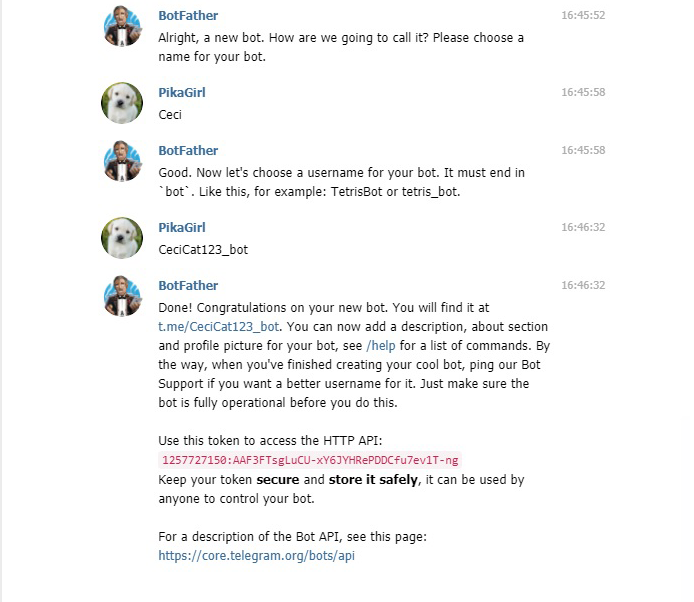 BotFather 16:45:52
Alright, a new bot. How are we going to call it? Please choose a
name for your bot.
PikaGirl 16:45:58
Ceci
BotFather 16:45:58
Good. Now let's choose a username for your bot. It must end in
`bot`. Like this, for example: TetrisBot or tetris_bot.
PikaGirl 16:46:32
CeciCat123_bot
BotFather 16:46:32
Done! Congratulations on your new bot. You will find it at
t.me/CeciCat123_bot. You can now add a description, about section
and profile picture for your bot, see /help for a list of commands. By
the way, when you've finished creating your cool bot, ping our Bot
Support if you want a better username for it. Just make sure the
bot is fully operational before you do this.
Use this token to access the HTTP API:
1257727150:AAF3FTsgLuCU-xY6JYHRePDDCfu7ev1T-ng
Keep your token secure and store it safely, it can be used by
anyone to control your bot.
For a description of the Bot API, see this page:
https://core.telegram.org/bots/api